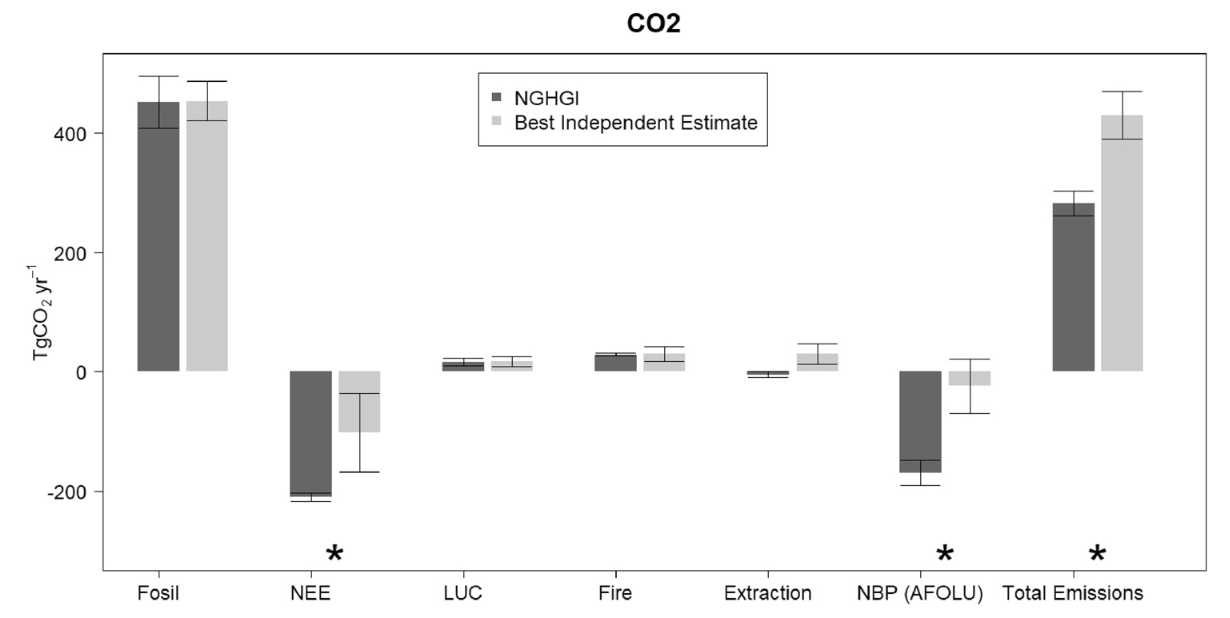 CO2
NGHGI
Best Independent Estimate
TgCO₂ yr⁻¹
400
200
0
-200
*
*
*
Fosil
NEE
LUC
Fire
Extraction
NBP (AFOLU)
Total Emissions